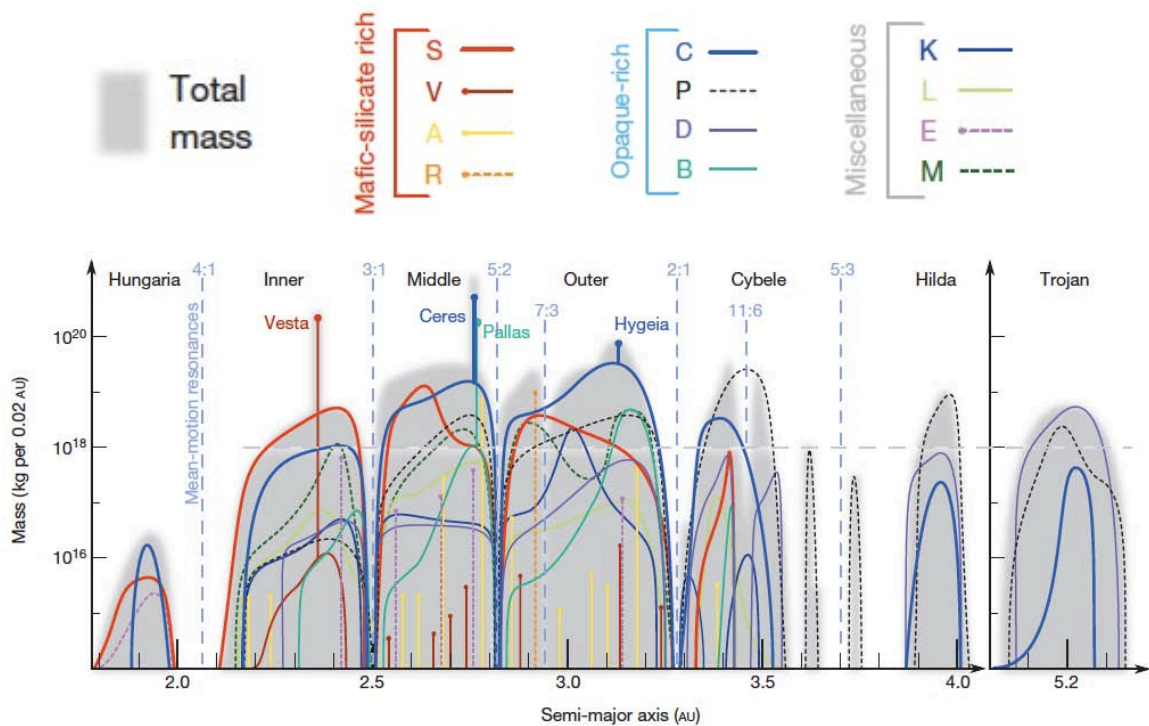 Total
mass
Mafic-silicate rich
S
V
A
R
Opaque-rich
C
P
D
B
Miscellaneous
K
L
E
M
Hungaria
4:1
Inner
3:1
Middle
5:2
Outer
2:1
Cybele
5:3
Hilda
Trojan
7:3
11:6
Vesta
Ceres
Pallas
Hygeia
Mean-motion resonances
Mass (kg per 0.02 AU)
10²⁰
10¹⁸
10¹⁶
2.0
2.5
3.0
3.5
4.0
5.2
Semi-major axis (AU)